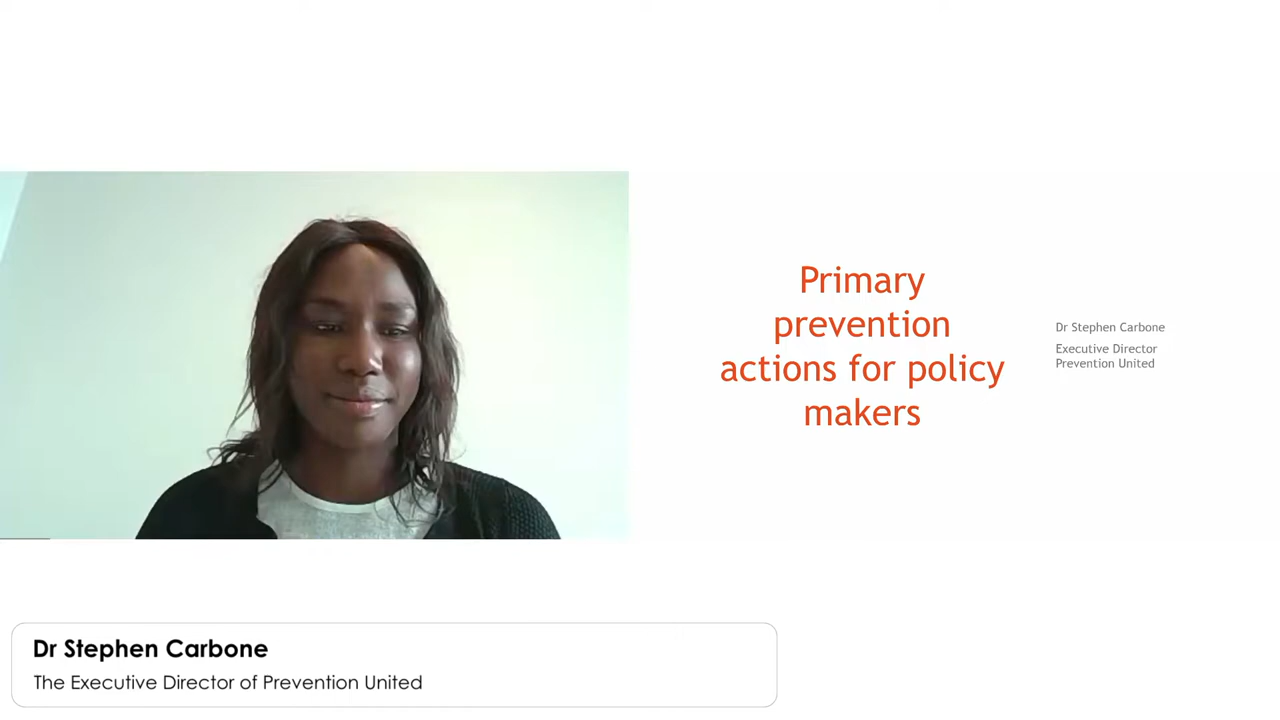 Primary
prevention
actions for policy
makers
Dr Stephen Carbone
Executive Director
Prevention United
Dr Stephen Carbone
The Executive Director of Prevention United